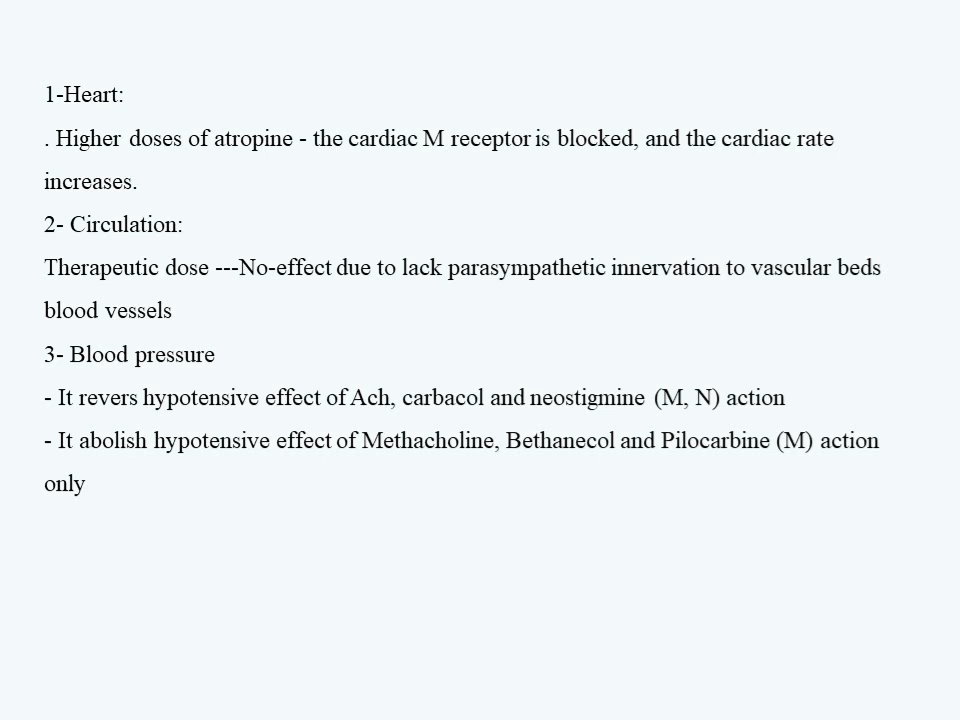 1-Heart:
. Higher doses of atropine - the cardiac M receptor is blocked, and the cardiac rate
increases.
2- Circulation:
Therapeutic dose ---No-effect due to lack parasympathetic innervation to vascular beds
blood vessels
3- Blood pressure
- It revers hypotensive effect of Ach, carbacol and neostigmine (M, N) action
- It abolish hypotensive effect of Methacholine, Bethanecol and Pilocarbine (M) action
only